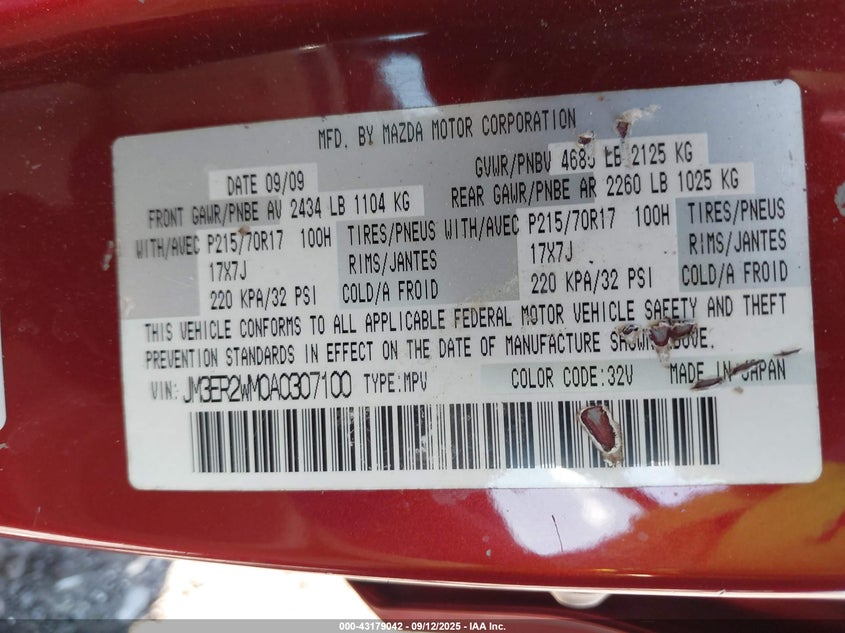 MFD. BY MAZDA MOTOR CORPORATION
DATE 09/09
GVWR/PNBV 4685 LB 2125 KG
FRONT GAWR/PNBE AV 2434 LB 1104 KG
REAR GAWR/PNBE AR 2260 LB 1025 KG
WITH/AVEC P215/70R17 100H TIRES/PNEUS WITH/AVEC P215/70R17 100H TIRES/PNEUS
17X7J RIMS/JANTES 17X7J RIMS/JANTES
220 KPA/32 PSI COLD/A FROID 220 KPA/32 PSI COLD/A FROID
THIS VEHICLE CONFORMS TO ALL APPLICABLE FEDERAL MOTOR VEHICLE SAFETY AND THEFT
PREVENTION STANDARDS IN EFFECT ON THE DATE OF MANUFACTURE SHOWN ABOVE.
VIN: JM3ER2WM0A0307100 TYPE:MPV COLOR CODE:32V MADE IN JAPAN
000-43179042 - 09/12/2025 - IAA Inc.